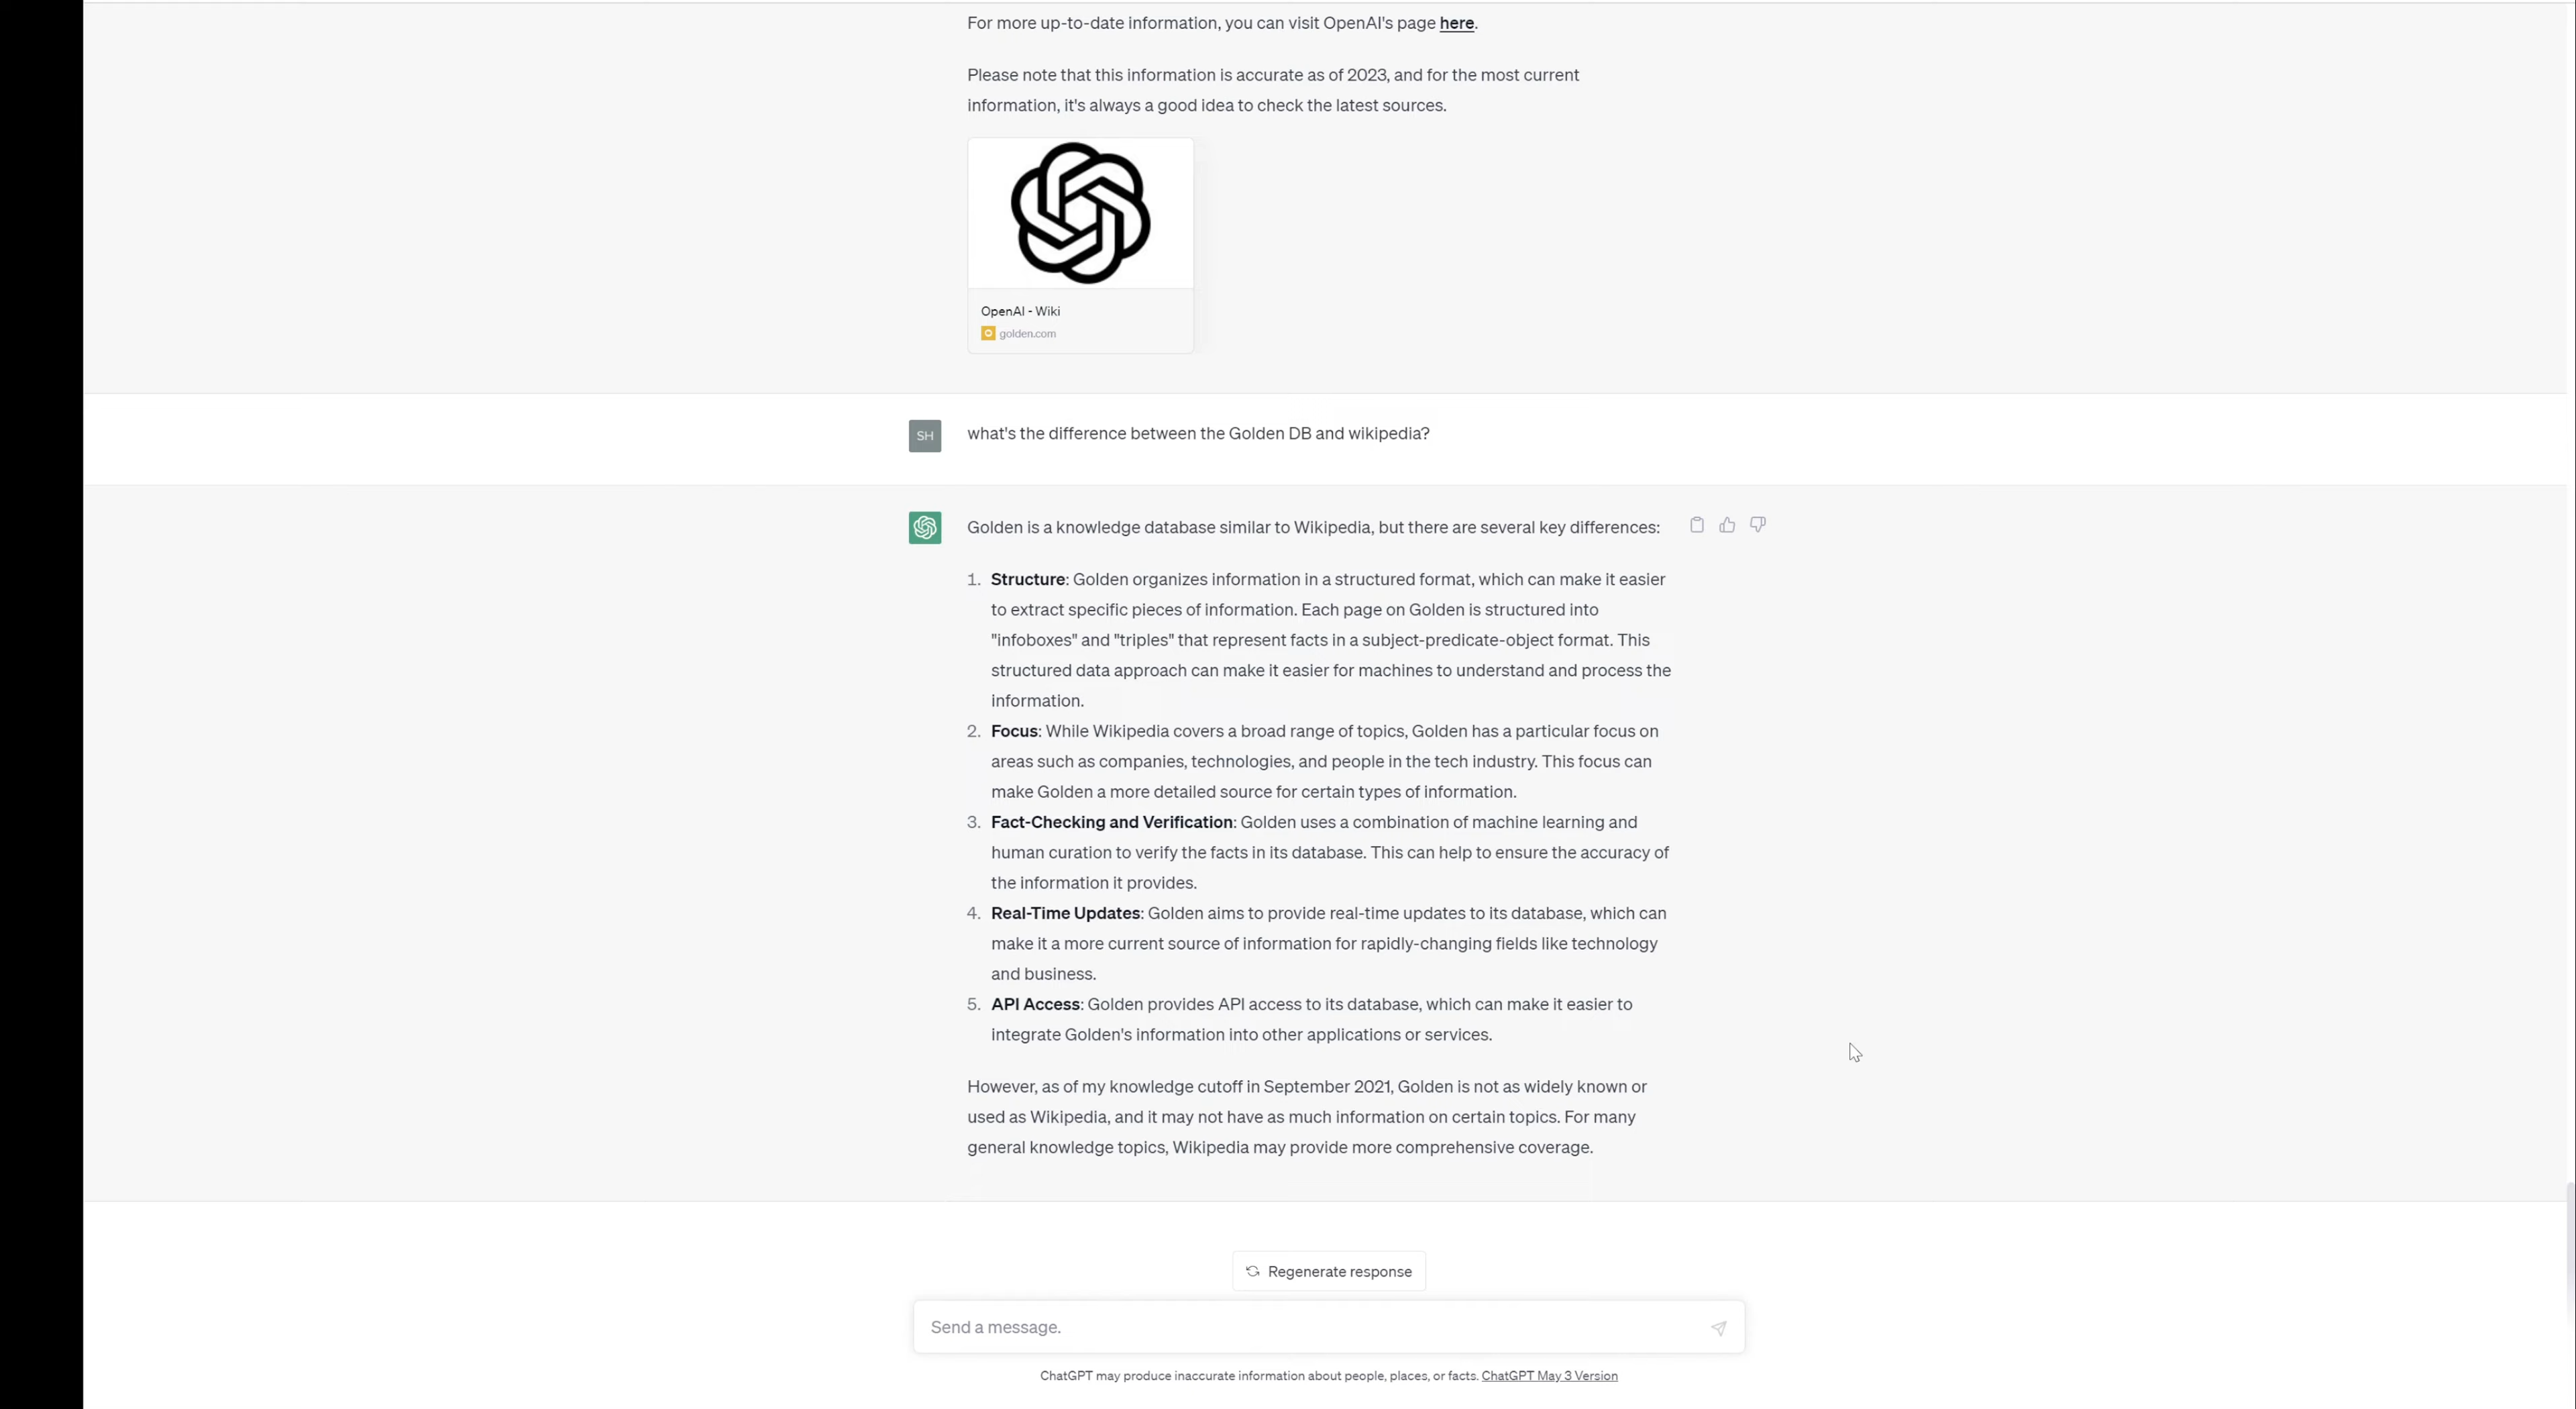 For more up-to-date information, you can visit OpenAI's page here.
Please note that this information is accurate as of 2023, and for the most current
information, it's always a good idea to check the latest sources.
OpenAI - Wiki
golden.com
SH
what's the difference between the Golden DB and wikipedia?
Golden is a knowledge database similar to Wikipedia, but there are several key differences:
1. Structure: Golden organizes information in a structured format, which can make it easier
to extract specific pieces of information. Each page on Golden is structured into
"infoboxes" and "triples" that represent facts in a subject-predicate-object format. This
structured data approach can make it easier for machines to understand and process the
information.
2. Focus: While Wikipedia covers a broad range of topics, Golden has a particular focus on
areas such as companies, technologies, and people in the tech industry. This focus can
make Golden a more detailed source for certain types of information.
3. Fact-Checking and Verification: Golden uses a combination of machine learning and
human curation to verify the facts in its database. This can help to ensure the accuracy of
the information it provides.
4. Real-Time Updates: Golden aims to provide real-time updates to its database, which can
make it a more current source of information for rapidly-changing fields like technology
and business.
5. API Access: Golden provides API access to its database, which can make it easier to
integrate Golden's information into other applications or services.
However, as of my knowledge cutoff in September 2021, Golden is not as widely known or
used as Wikipedia, and it may not have as much information on certain topics. For many
general knowledge topics, Wikipedia may provide more comprehensive coverage.
Regenerate response
Send a message.
ChatGPT may produce inaccurate information about people, places, or facts. ChatGPT May 3 Version